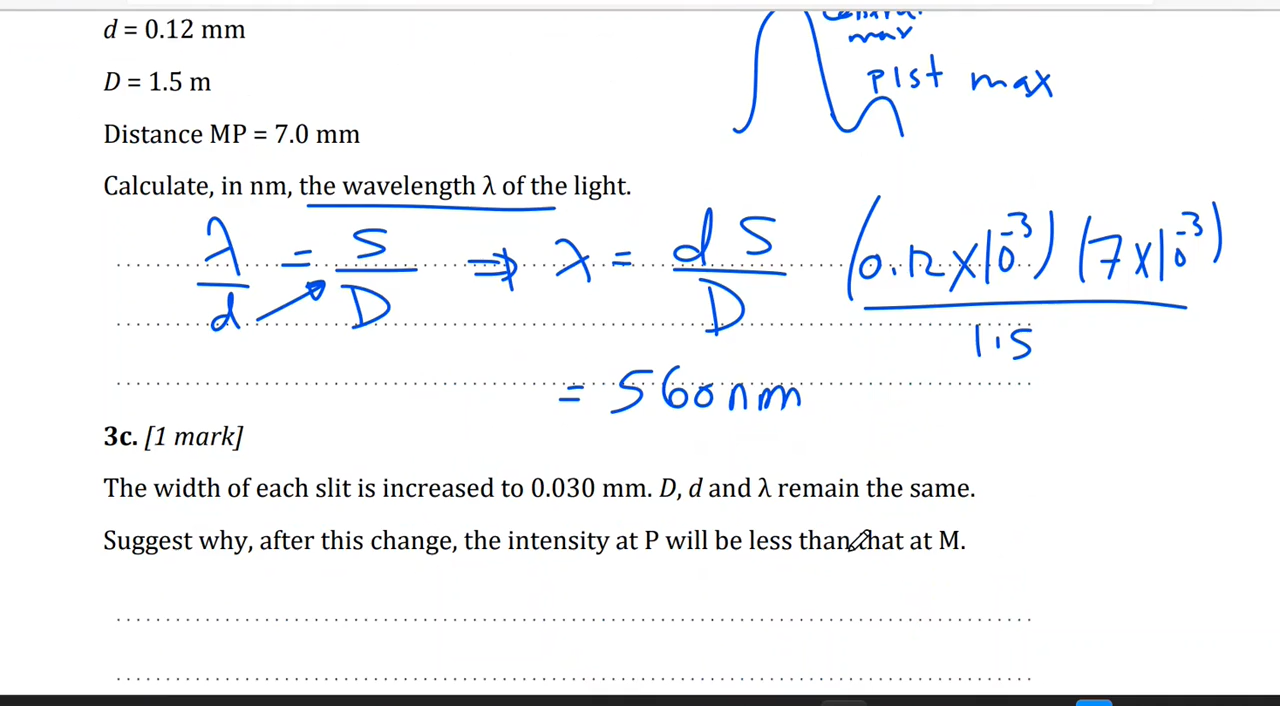 d = 0.12 mm
D = 1.5 m
max
P 1st max
Distance MP = 7.0 mm
Calculate, in nm, the wavelength λ of the light.
λ/d = S/D ⇒ λ = dS/D (0.12×10⁻³)(7×10⁻³)/1.5
= 560nm
3c. [1 mark]
The width of each slit is increased to 0.030 mm. D, d and λ remain the same.
Suggest why, after this change, the intensity at P will be less than that at M.